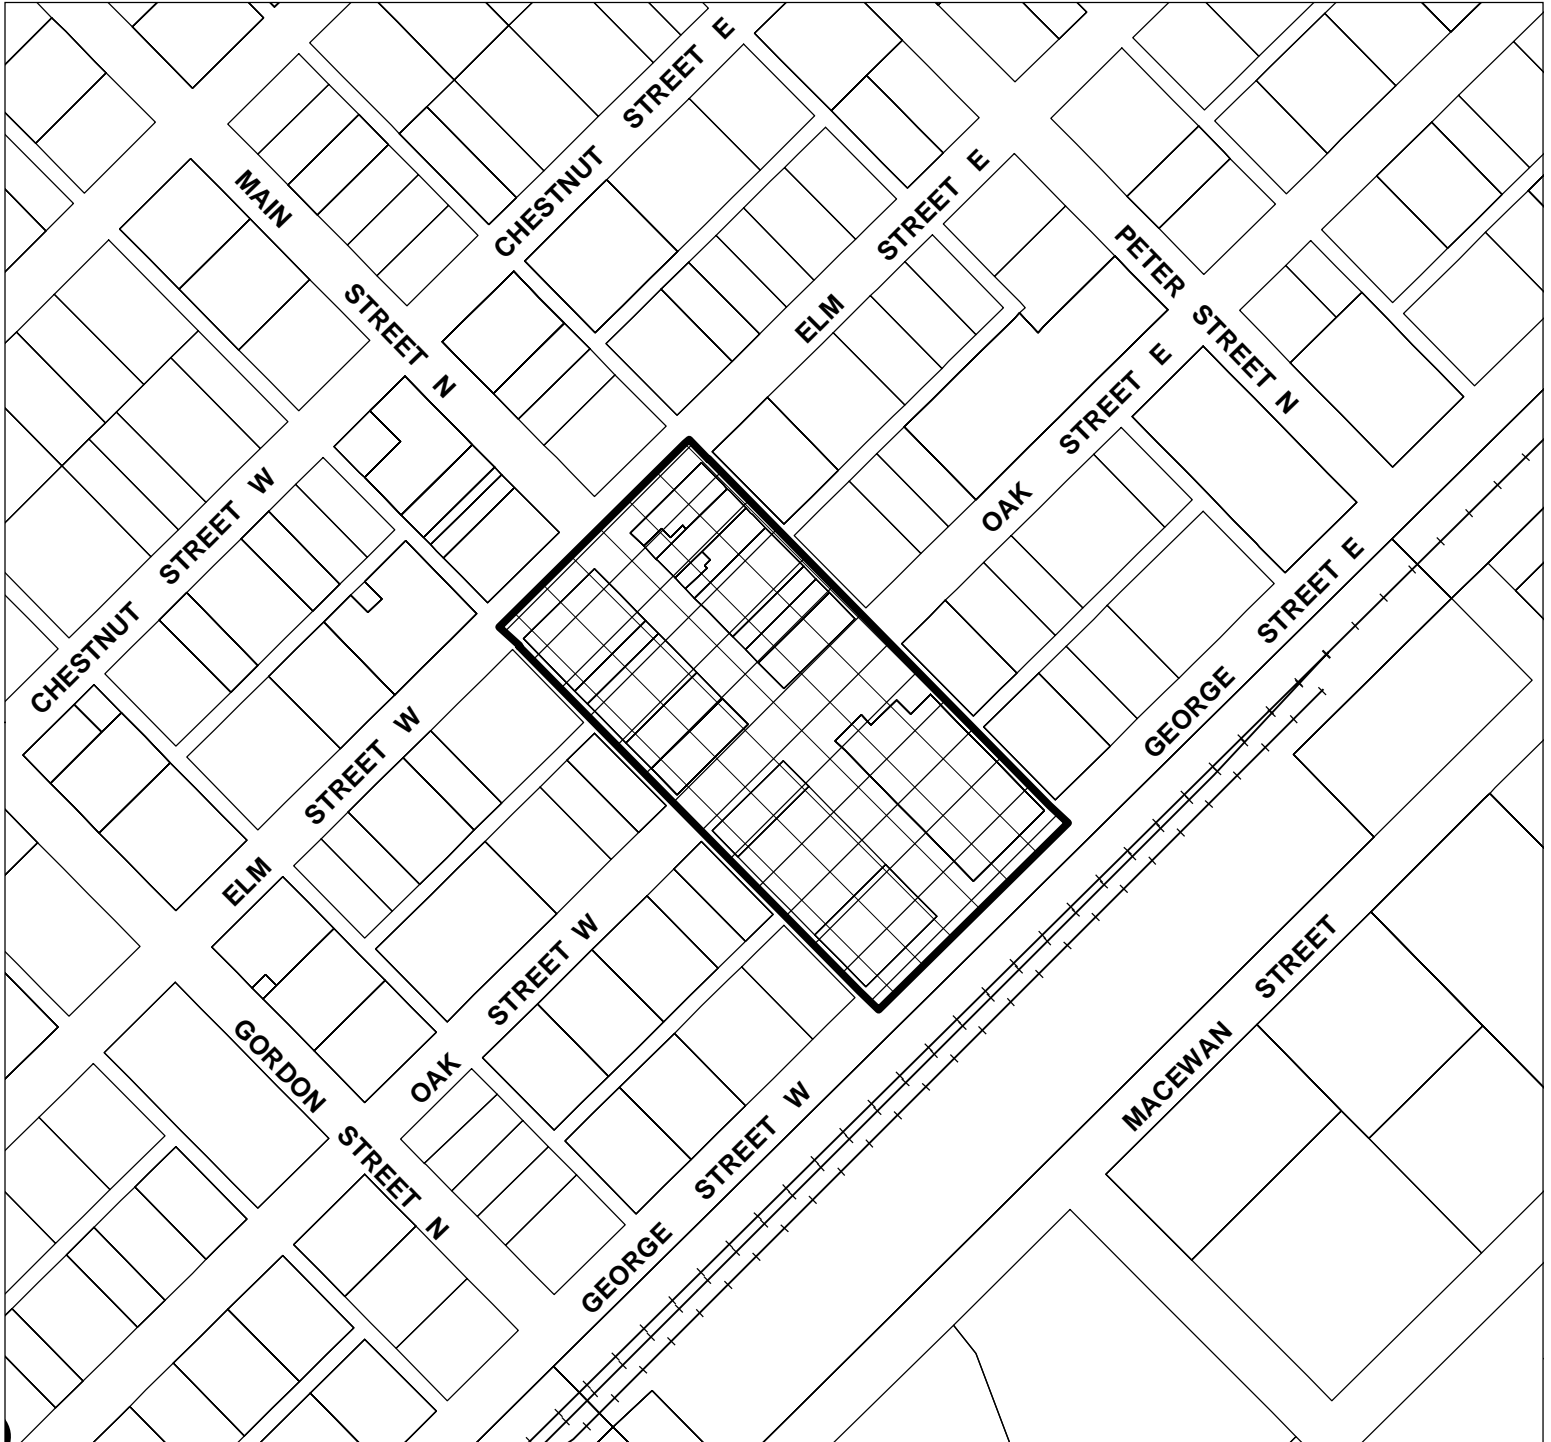 CHESTNUT STREET E
MAIN STREET N
ELM STREET E
PETER STREET N
OAK STREET E
CHESTNUT STREET W
GEORGE STREET E
ELM STREET W
OAK STREET W
MACEWAN STREET
GORDON STREET N
GEORGE STREET W